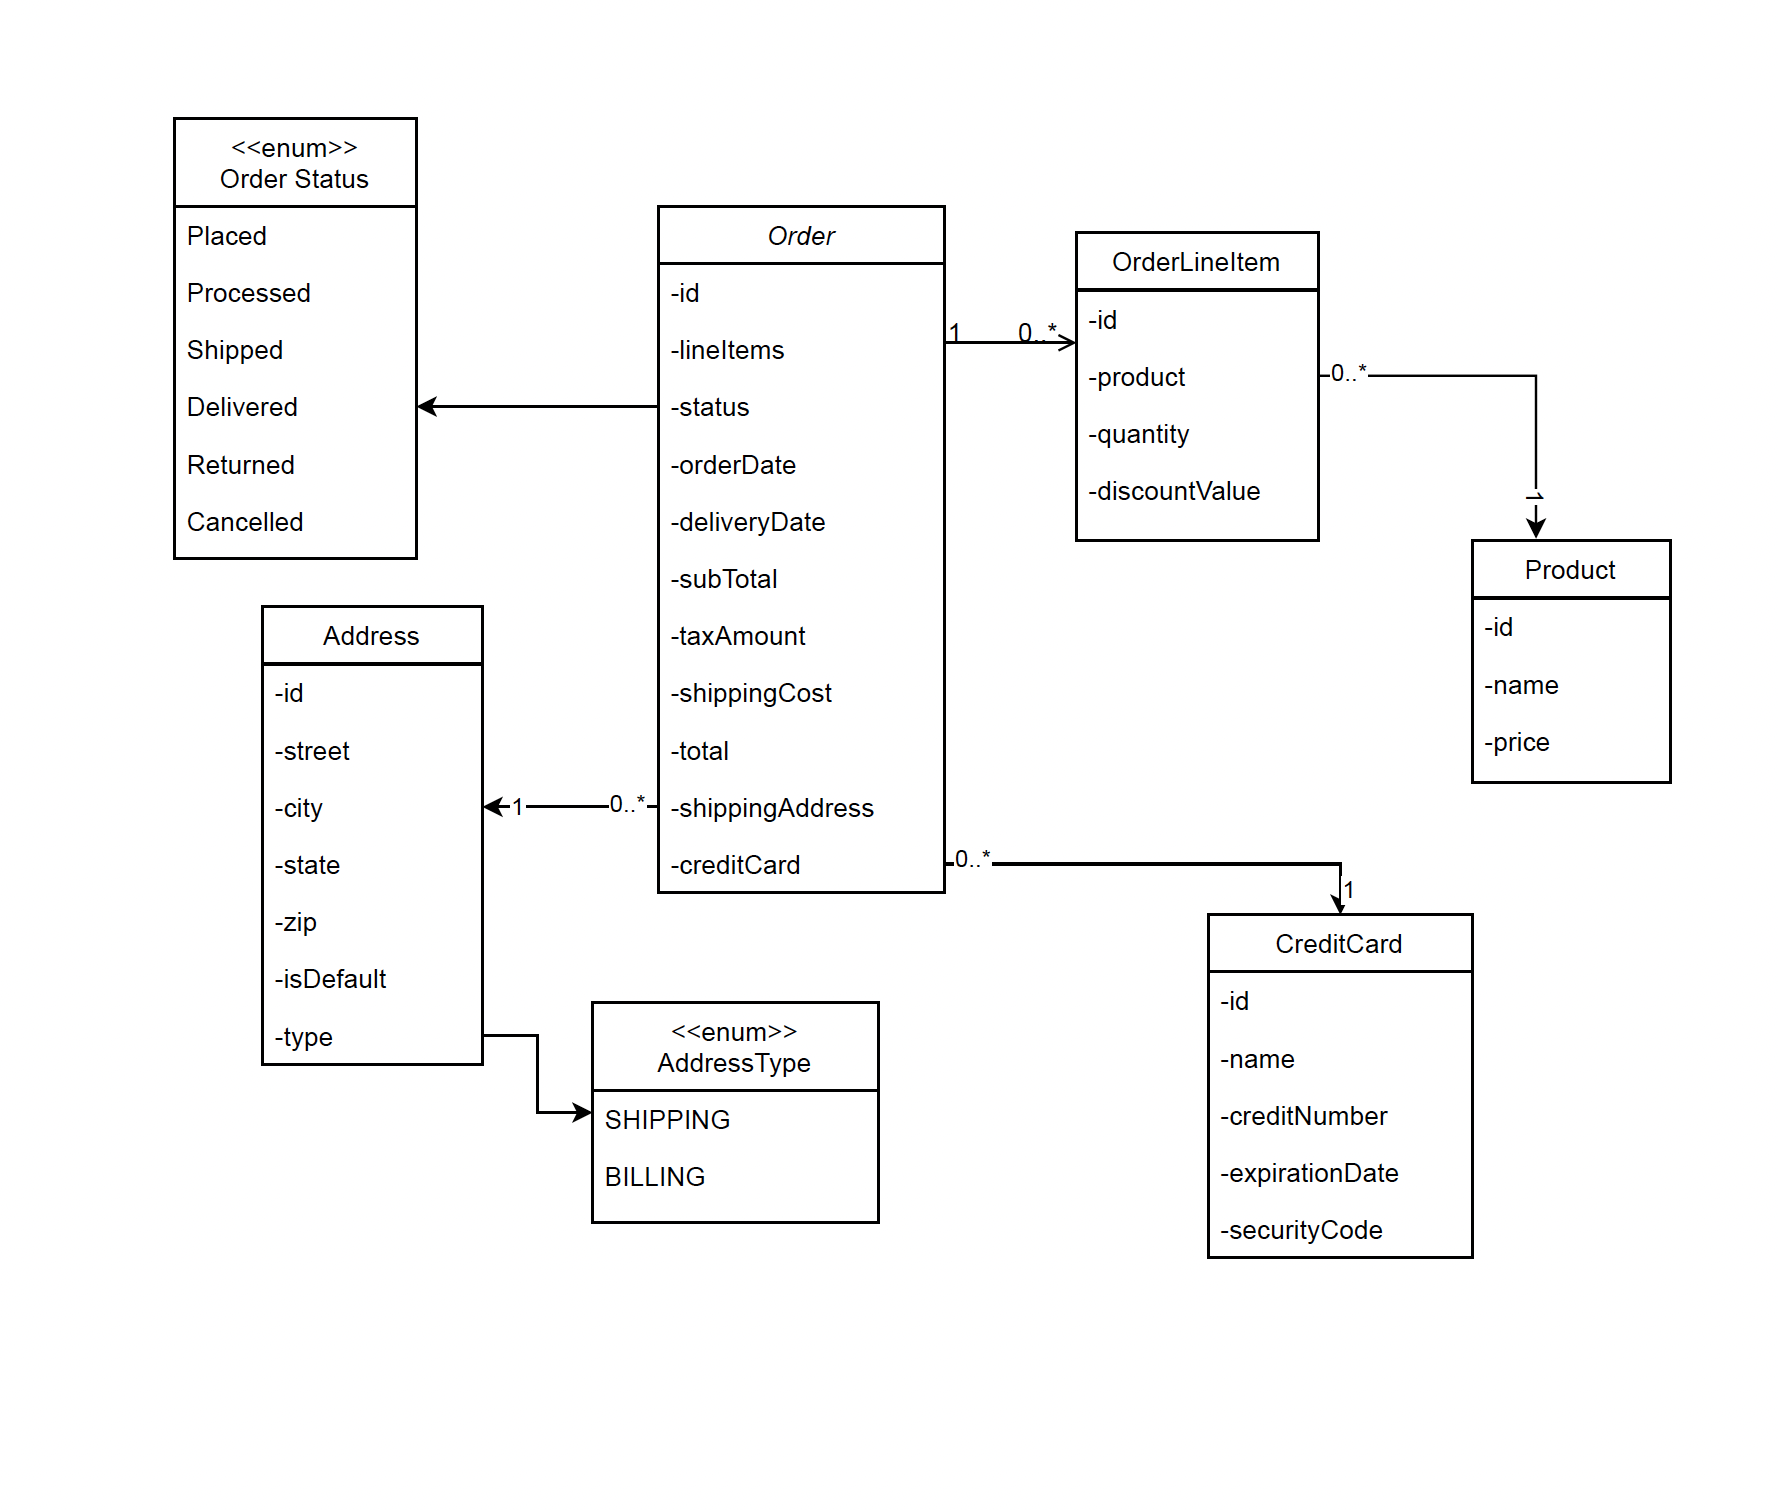 <<enum>>
Order Status
Placed
Processed
Shipped
Delivered
Returned
Cancelled
Order
-id
-lineItems
-status
-orderDate
-deliveryDate
-subTotal
-taxAmount
-shippingCost
-total
-shippingAddress
-creditCard
1
0..*
OrderLineItem
-id
-product
-quantity
-discountValue
0..*
1
Product
-id
-name
-price
Address
-id
-street
-city
-state
-zip
-isDefault
-type
1
0..*
0..*
1
<<enum>>
AddressType
SHIPPING
BILLING
CreditCard
-id
-name
-creditNumber
-expirationDate
-securityCode